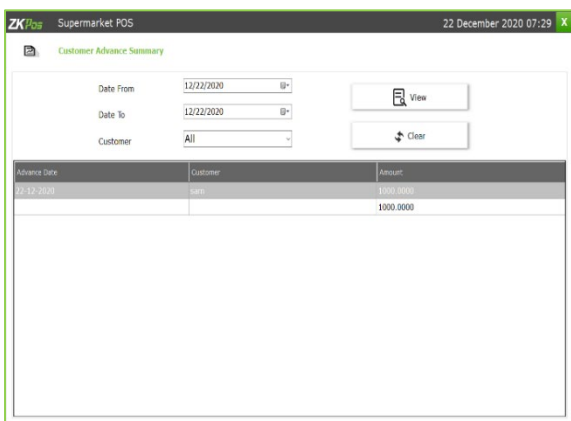 ZKPos Supermarket POS 22 December 2020 07:29 X
Customer Advance Summary
Date From 12/22/2020 View
Date To 12/22/2020
Customer All Clear
Advance Date Customer Amount
22-12-2020 sam 1000.0000
1000.0000